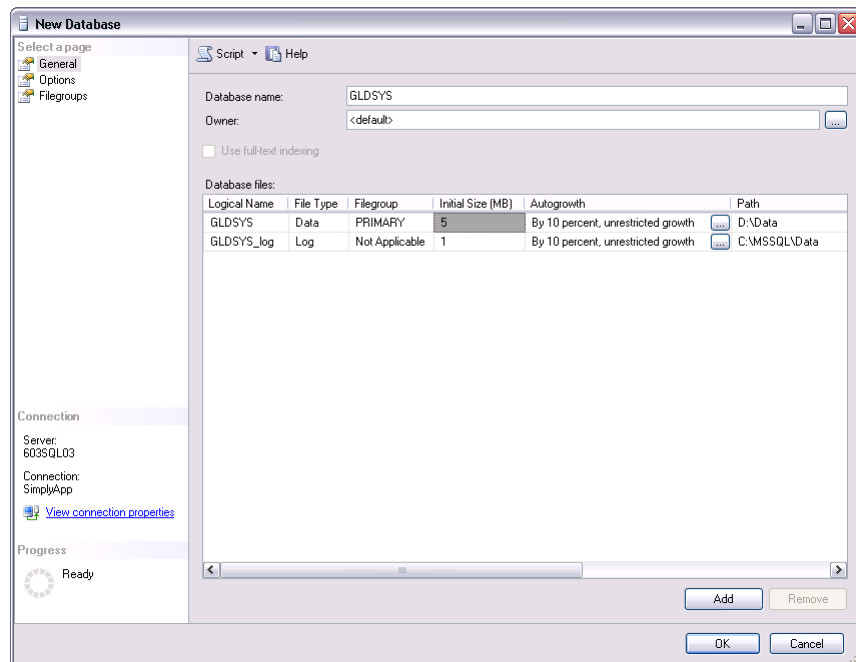 New Database
Select a page
General
Options
Filegroups
Script
Help
Database name: GLDSYS
Owner: <default> ...
Use full-text indexing
Database files:
Logical Name File Type Filegroup Initial Size (MB) Autogrowth Path
GLDSYS Data PRIMARY 5 By 10 percent, unrestricted growth ... D:\Data
GLDSYS_log Log Not Applicable 1 By 10 percent, unrestricted growth ... C:\MSSQL\Data
Connection
Server:
603SQL03
Connection:
SimplyApp
View connection properties
Progress
Ready
Add Remove
OK Cancel